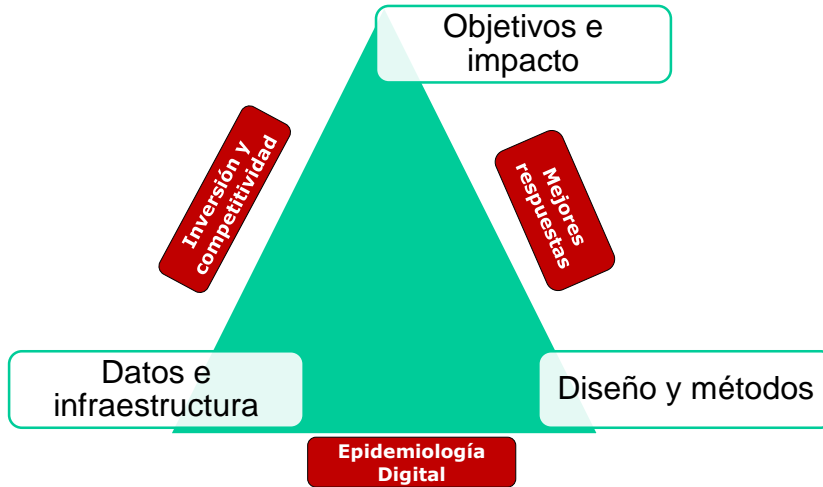 Objetivos e
impacto
Inversión y
competitividad
Mejores
respuestas
Datos e
infraestructura
Diseño y métodos
Epidemiología
Digital